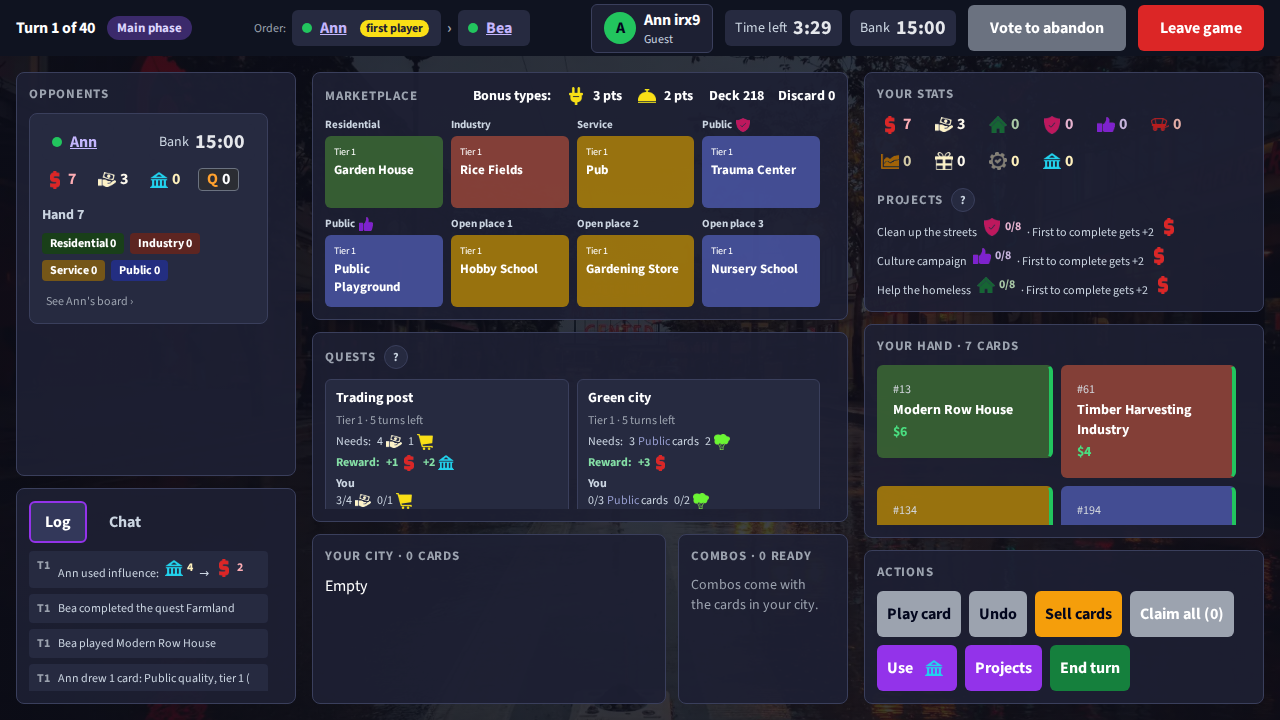 Turn 1 of 40
Main phase
Order:
Ann
first player
›
Bea
A
Ann irx9
Guest
Time left 3:29
Bank 15:00
Vote to abandon
Leave game
OPPONENTS
Ann
Bank 15:00
7
3
0
Q 0
Hand 7
Residential 0
Industry 0
Service 0
Public 0
See Ann's board ›
Log
Chat
T1 Ann used influence: 4 → 2
T1 Bea completed the quest Farmland
T1 Bea played Modern Row House
T1 Ann drew 1 card: Public quality, tier 1 (
MARKETPLACE
Bonus types: 3 pts 2 pts Deck 218 Discard 0
Residential
Tier 1
Garden House
Industry
Tier 1
Rice Fields
Service
Tier 1
Pub
Public
Tier 1
Trauma Center
Public
Tier 1
Public
Playground
Open place 1
Tier 1
Hobby School
Open place 2
Tier 1
Gardening Store
Open place 3
Tier 1
Nursery School
QUESTS ?
Trading post
Tier 1 · 5 turns left
Needs: 4 1
Reward: +1 +2
You
3/4 0/1
Green city
Tier 1 · 5 turns left
Needs: 3 Public cards 2
Reward: +3
You
0/3 Public cards 0/2
YOUR CITY · 0 CARDS
Empty
COMBOS · 0 READY
Combos come with
the cards in your city.
YOUR STATS
7 3 0 0 0 0
0 0 0 0
PROJECTS ?
Clean up the streets 0/8 · First to complete gets +2
Culture campaign 0/8 · First to complete gets +2
Help the homeless 0/8 · First to complete gets +2
YOUR HAND · 7 CARDS
#13
Modern Row House
$6
#61
Timber Harvesting
Industry
$4
#134
#194
ACTIONS
Play card
Undo
Sell cards
Claim all (0)
Use
Projects
End turn